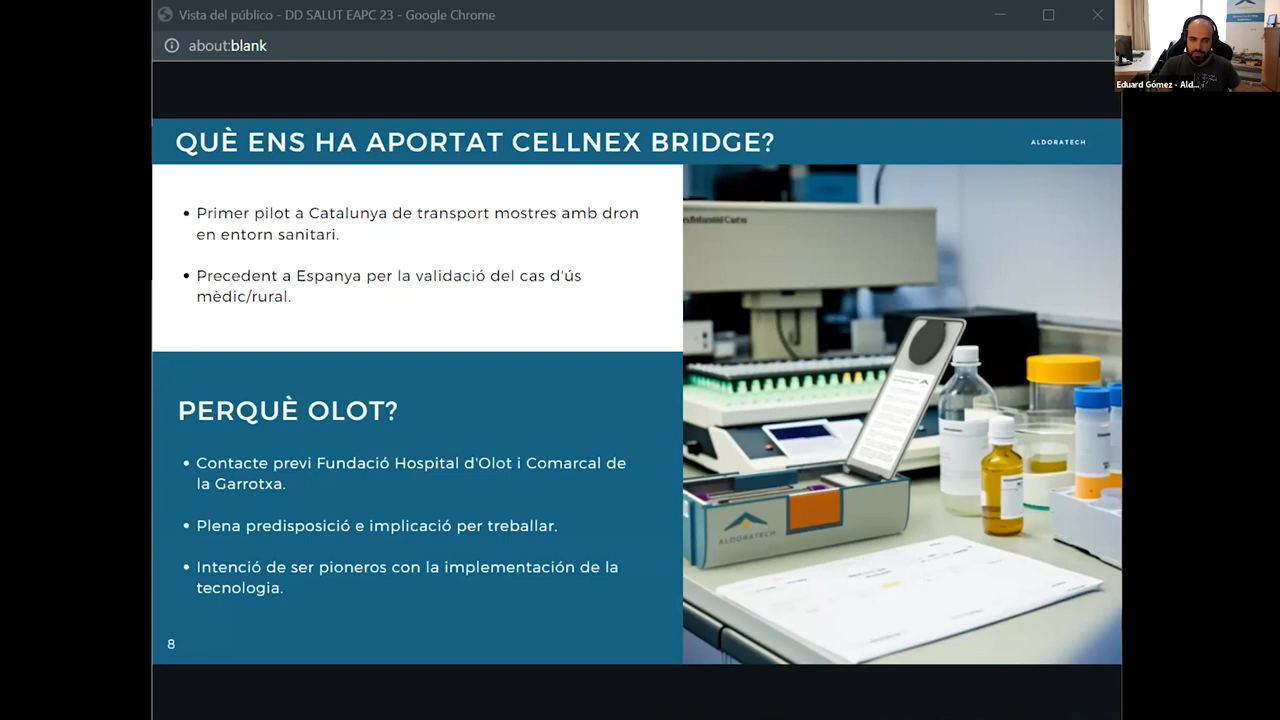 Vista del público - DD SALUT EAPC 23 - Google Chrome
about:blank
Eduard Gómez - Ald...
QUÈ ENS HA APORTAT CELLNEX BRIDGE?
ALDORATECH
• Primer pilot a Catalunya de transport mostres amb dron
en entorn sanitari.
• Precedent a Espanya per la validació del cas d'ús
mèdic/rural.
PERQUÈ OLOT?
• Contacte previ Fundació Hospital d'Olot i Comarcal de
la Garrotxa.
• Plena predisposició e implicació per treballar.
• Intenció de ser pioneros con la implementación de la
tecnologia.
ALDORATECH
8